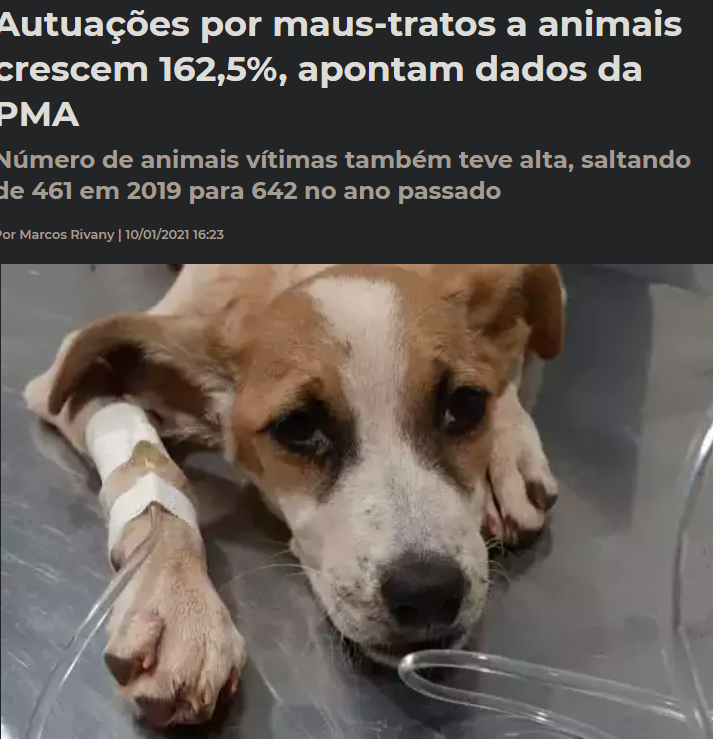 Autuações por maus-tratos a animais
crescem 162,5%, apontam dados da
PMA
Número de animais vítimas também teve alta, saltando
de 461 em 2019 para 642 no ano passado
Por Marcos Rivany | 10/01/2021 16:23